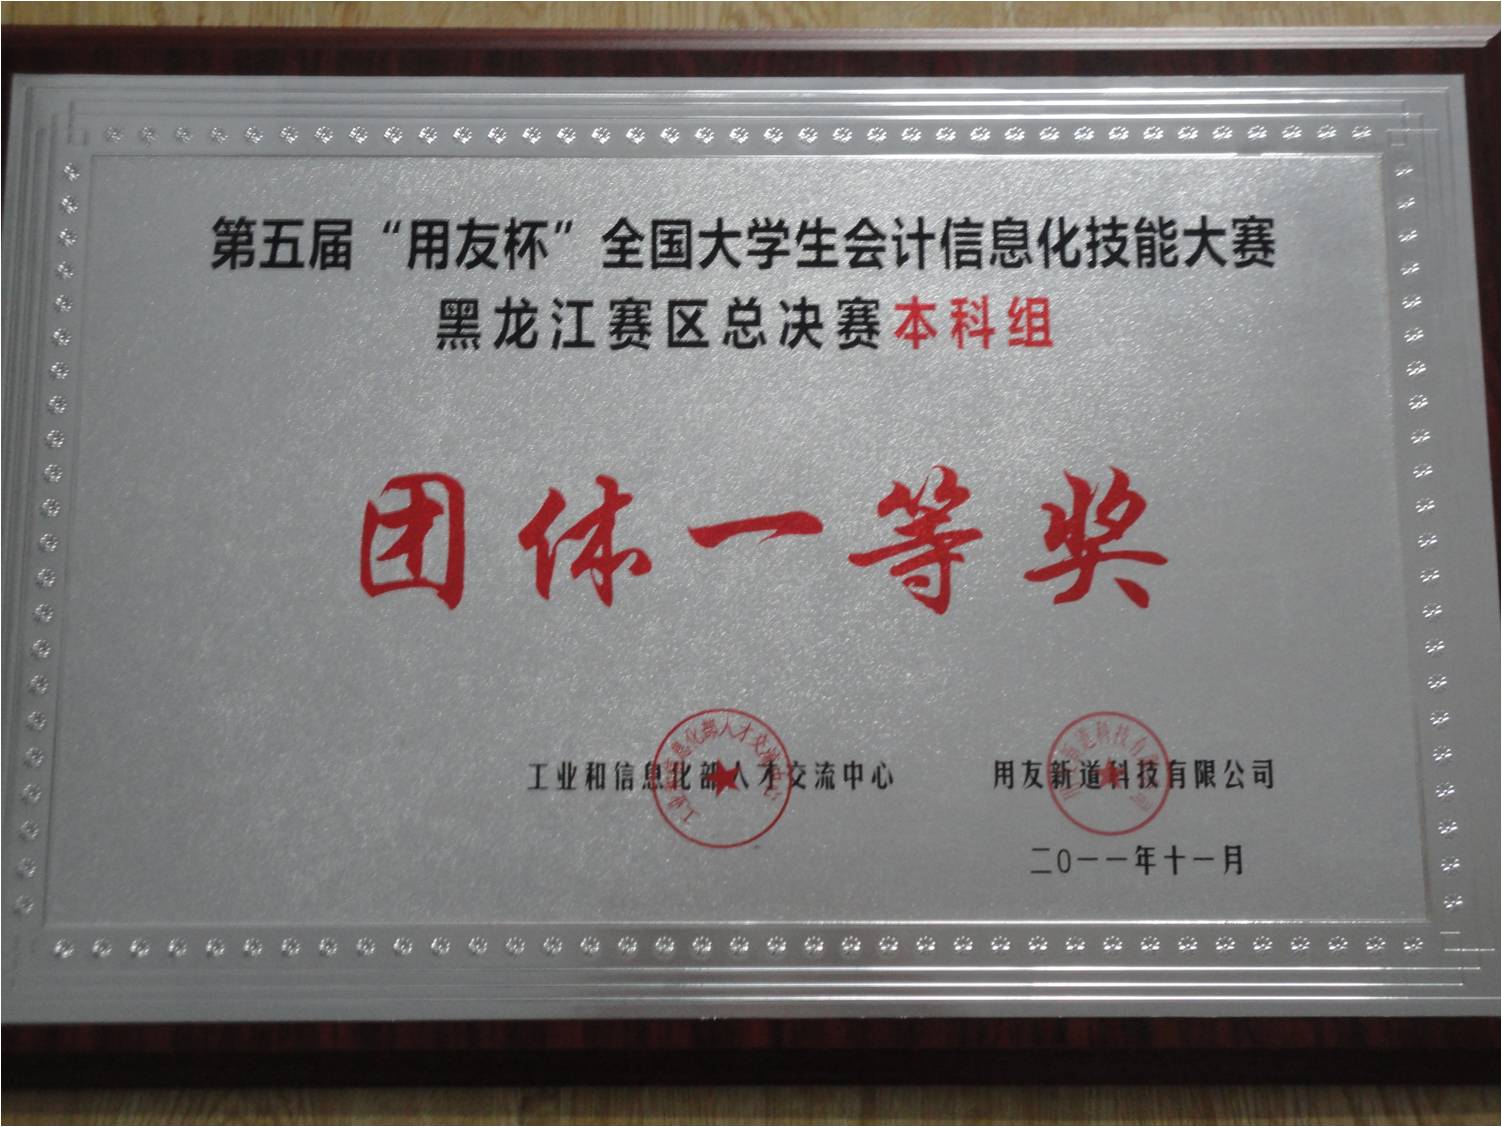 第五届“用友杯”全国大学生会计信息化技能大赛
黑龙江赛区总决赛本科组
团体一等奖
工业和信息化部人才交流中心
用友新道科技有限公司
二〇一一年十一月